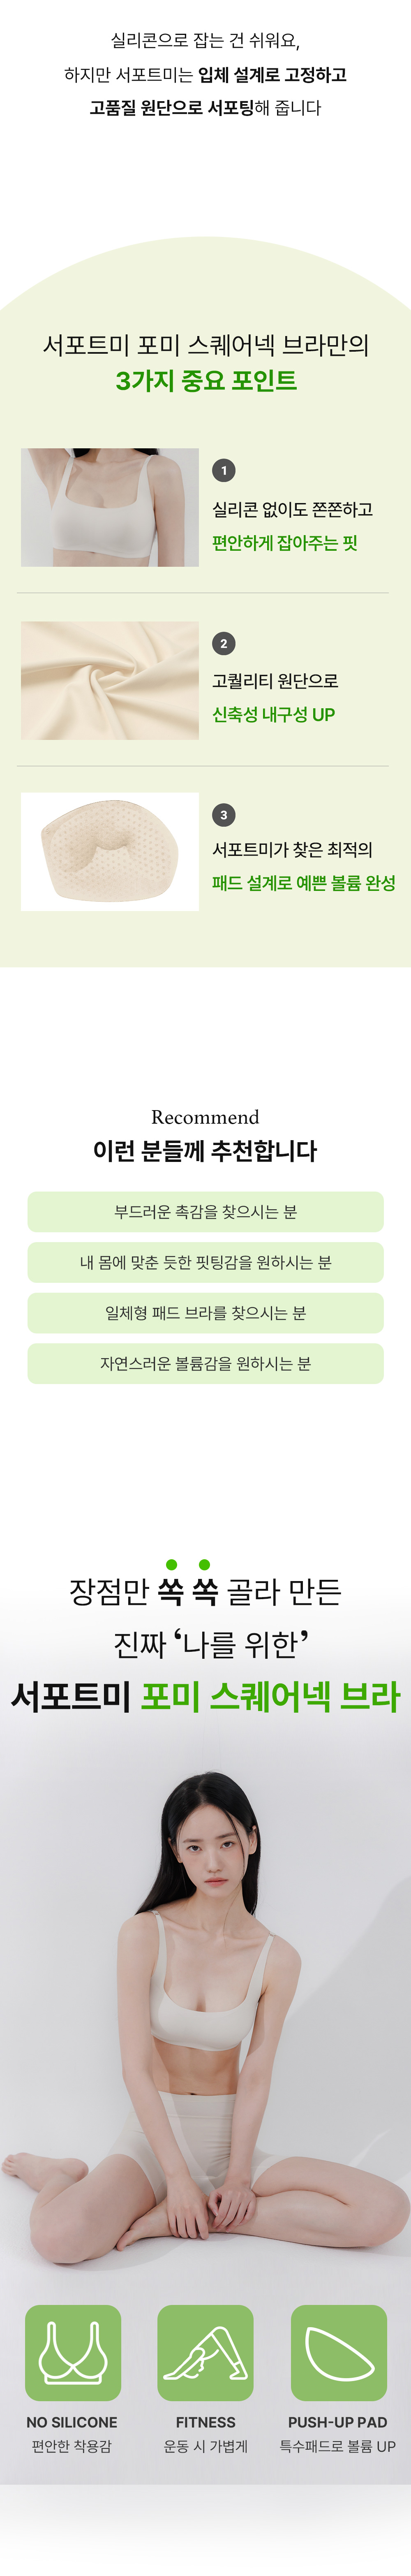 실리콘으로 잡는 건 쉬워요,
하지만 서포트미는 입체 설계로 고정하고
고품질 원단으로 서포팅해 줍니다
서포트미 포미 스퀘어넥 브라만의
3가지 중요 포인트
1
실리콘 없이도 쫀쫀하고
편안하게 잡아주는 핏
2
고퀄리티 원단으로
신축성 내구성 UP
3
서포트미가 찾은 최적의
패드 설계로 예쁜 볼륨 완성
Recommend
이런 분들께 추천합니다
부드러운 촉감을 찾으시는 분
내 몸에 맞춘 듯한 핏팅감을 원하시는 분
일체형 패드 브라를 찾으시는 분
자연스러운 볼륨감을 원하시는 분
장점만 쏙 쏙 골라 만든
진짜 ‘나를 위한’
서포트미 포미 스퀘어넥 브라
NO SILICONE FITNESS PUSH-UP PAD
편안한 착용감 운동 시 가볍게 특수패드로 볼륨 UP